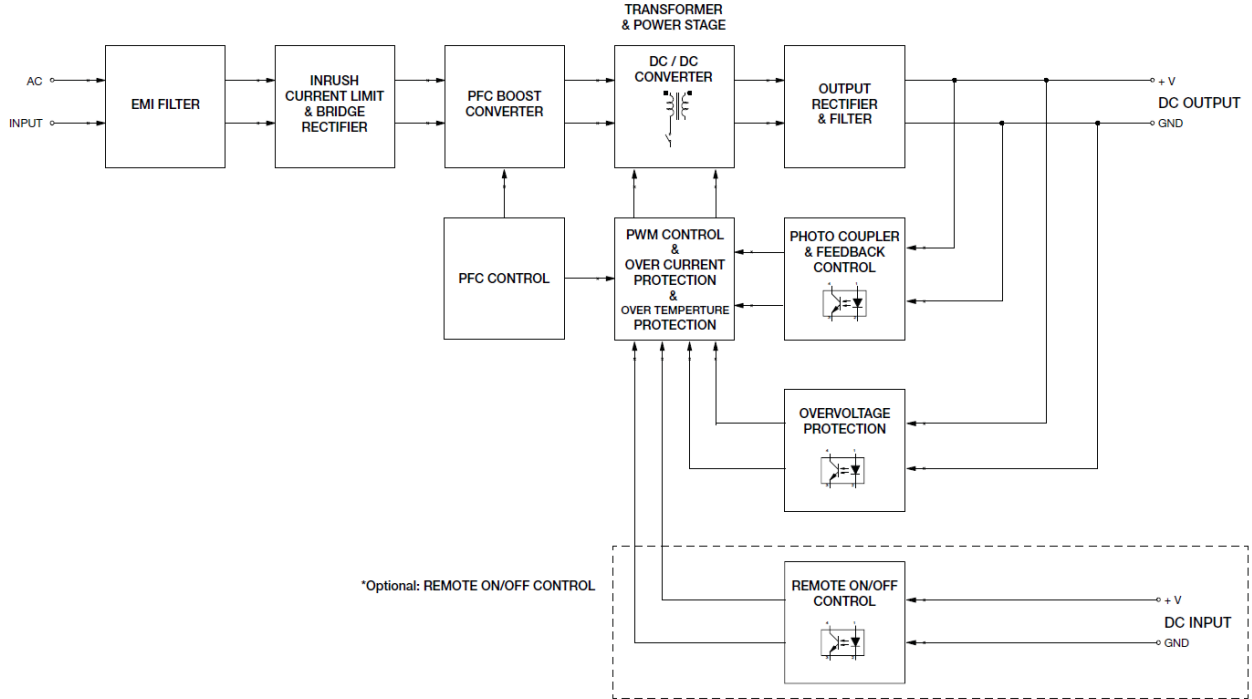 TRANSFORMER
& POWER STAGE
AC
INPUT
EMI FILTER
INRUSH
CURRENT LIMIT
& BRIDGE
RECTIFIER
PFC BOOST
CONVERTER
DC / DC
CONVERTER
OUTPUT
RECTIFIER
& FILTER
+ V
DC OUTPUT
GND
PFC CONTROL
PWM CONTROL
&
OVER CURRENT
PROTECTION
&
OVER TEMPERTURE
PROTECTION
PHOTO COUPLER
& FEEDBACK
CONTROL
OVERVOLTAGE
PROTECTION
*Optional: REMOTE ON/OFF CONTROL
REMOTE ON/OFF
CONTROL
+ V
DC INPUT
GND